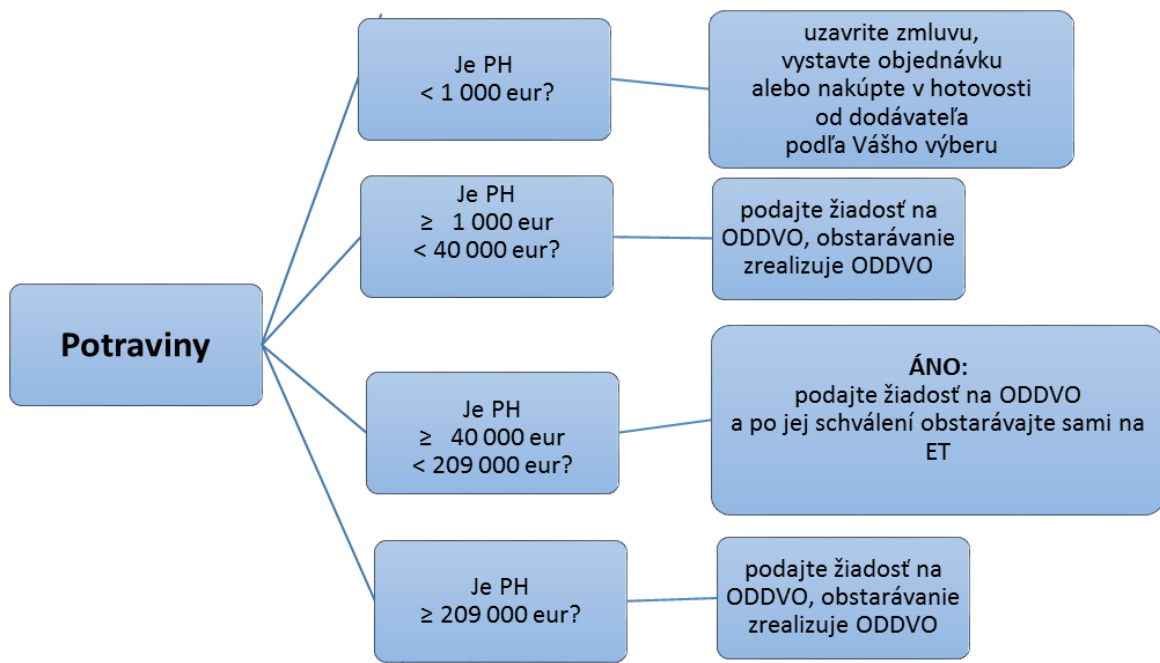 Potraviny
Je PH
< 1 000 eur?
uzavrite zmluvu,
vystavte objednávku
alebo nakúpte v hotovosti
od dodávateľa
podľa Vášho výberu
Je PH
≥ 1 000 eur
< 40 000 eur?
podajte žiadosť na
ODDVO, obstarávanie
zrealizuje ODDVO
Je PH
≥ 40 000 eur
< 209 000 eur?
ÁNO:
podajte žiadosť na ODDVO
a po jej schválení obstarávajte sami na
ET
Je PH
≥ 209 000 eur?
podajte žiadosť na
ODDVO, obstarávanie
zrealizuje ODDVO